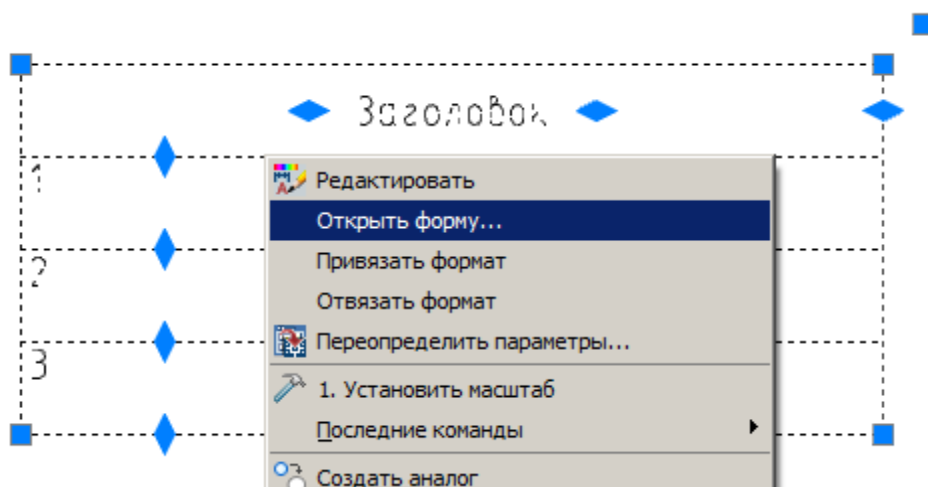 Заголовок
1
2
3
Редактировать
Открыть форму...
Привязать формат
Отвязать формат
Переопределить параметры...
1. Установить масштаб
Последние команды
Создать аналог